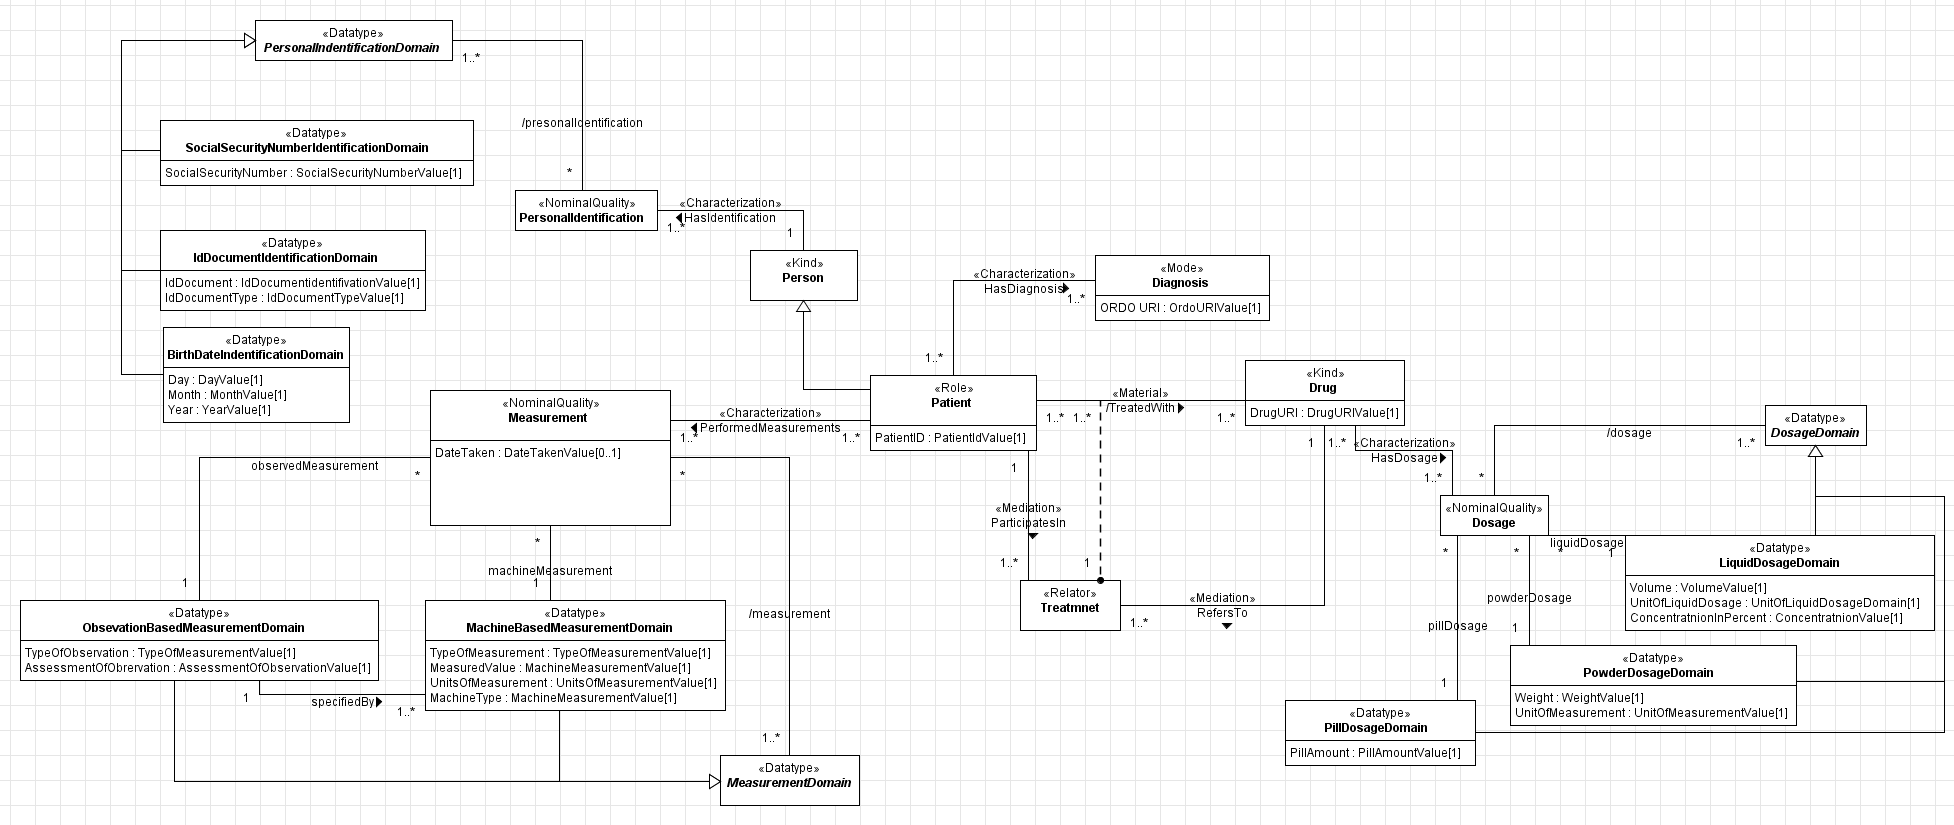 «Datatype»
PersonalIndentificationDomain
1..*
/presonalIdentification
*
«Datatype»
SocialSecurityNumberIdentificationDomain
SocialSecurityNumber : SocialSecurityNumberValue[1]
«NominalQuality»
PersonalIdentification
«Characterization»
HasIdentification
1..*
1
«Datatype»
IdDocumentIdentificationDomain
IdDocument : IdDocumentidentifivationValue[1]
IdDocumentType : IdDocumentTypeValue[1]
«Kind»
Person
«Characterization»
HasDiagnosis
1..*
1..*
«Mode»
Diagnosis
ORDO URI : OrdoURIValue[1]
«Datatype»
BirthDateIndentificationDomain
Day : DayValue[1]
Month : MonthValue[1]
Year : YearValue[1]
«NominalQuality»
Measurement
DateTaken : DateTakenValue[0..1]
«Characterization»
PerformedMeasurements
1..*
1..*
«Role»
Patient
PatientID : PatientIdValue[1]
«Material»
/TreatedWith
1..*
1..*
1..*
«Kind»
Drug
DrugURI : DrugURIValue[1]
1
1..*
«Characterization»
HasDosage
1..*
/dosage
1..*
*
«Datatype»
DosageDomain
observedMeasurement
*
1
*
machineMeasurement
1
*
/measurement
1..*
1
«Mediation»
ParticipatesIn
1..*
1
«NominalQuality»
Dosage
*
*
*
liquidDosage
1
«Datatype»
LiquidDosageDomain
Volume : VolumeValue[1]
UnitOfLiquidDosage : UnitOfLiquidDosageDomain[1]
ConcentratnionInPercent : ConcentratnionValue[1]
«Datatype»
ObsevationBasedMeasurementDomain
TypeOfObservation : TypeOfMeasurementValue[1]
AssessmentOfObrervation : AssessmentOfObservationValue[1]
«Datatype»
MachineBasedMeasurementDomain
TypeOfMeasurement : TypeOfMeasurementValue[1]
MeasuredValue : MachineMeasurementValue[1]
UnitsOfMeasurement : UnitsOfMeasurementValue[1]
MachineType : MachineMeasurementValue[1]
1
specifiedBy
1..*
«Relator»
Treatmnet
«Mediation»
RefersTo
1..*
powderDosage
1
pillDosage
1
«Datatype»
PowderDosageDomain
Weight : WeightValue[1]
UnitOfMeasurement : UnitOfMeasurementValue[1]
«Datatype»
PillDosageDomain
PillAmount : PillAmountValue[1]
«Datatype»
MeasurementDomain